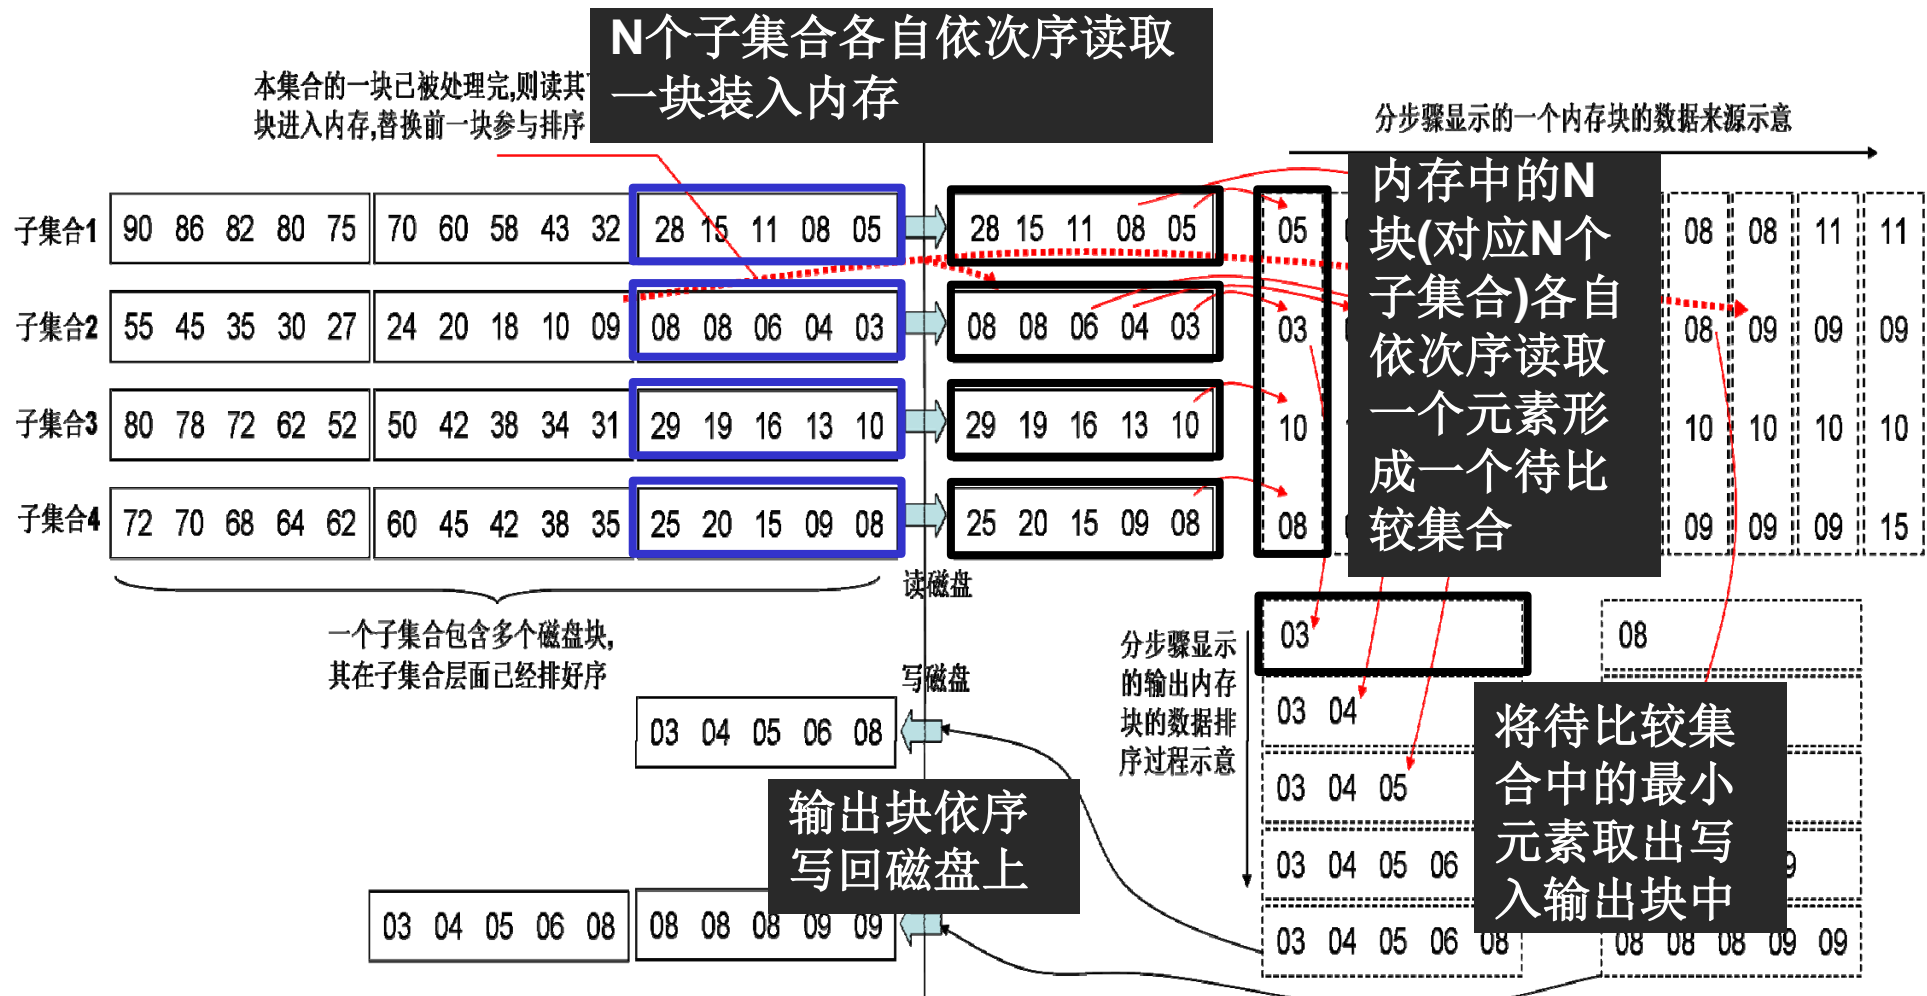 N个子集合各自依次序读取
一块装入内存
本集合的一块已被处理完,则读其
块进入内存,替换前一块参与排序
分步骤显示的一个内存块的数据来源示意
内存中的N
块(对应N个
子集合)各自
依次序读取
一个元素形
成一个待比
较集合
子集合1 90 86 82 80 75 70 60 58 43 32 28 15 11 08 05 28 15 11 08 05 05 08 08 11 11
子集合2 55 45 35 30 27 24 20 18 10 09 08 08 06 04 03 08 08 06 04 03 03 08 09 09 09
子集合3 80 78 72 62 52 50 42 38 34 31 29 19 16 13 10 29 19 16 13 10 10 10 10 10 10
子集合4 72 70 68 64 62 60 45 42 38 35 25 20 15 09 08 25 20 15 09 08 08 09 09 09 15
读磁盘
一个子集合包含多个磁盘块,
其在子集合层面已经排好序
写磁盘
分步骤显示
的输出内存
块的数据排
序过程示意
03
03 04
03 04 05
03 04 05 06
03 04 05 06 08
08
将待比较集
合中的最小
元素取出写
入输出块中
9
08 08 08 09 09
03 04 05 06 08
输出块依序
写回磁盘上
03 04 05 06 08 08 08 08 09 09